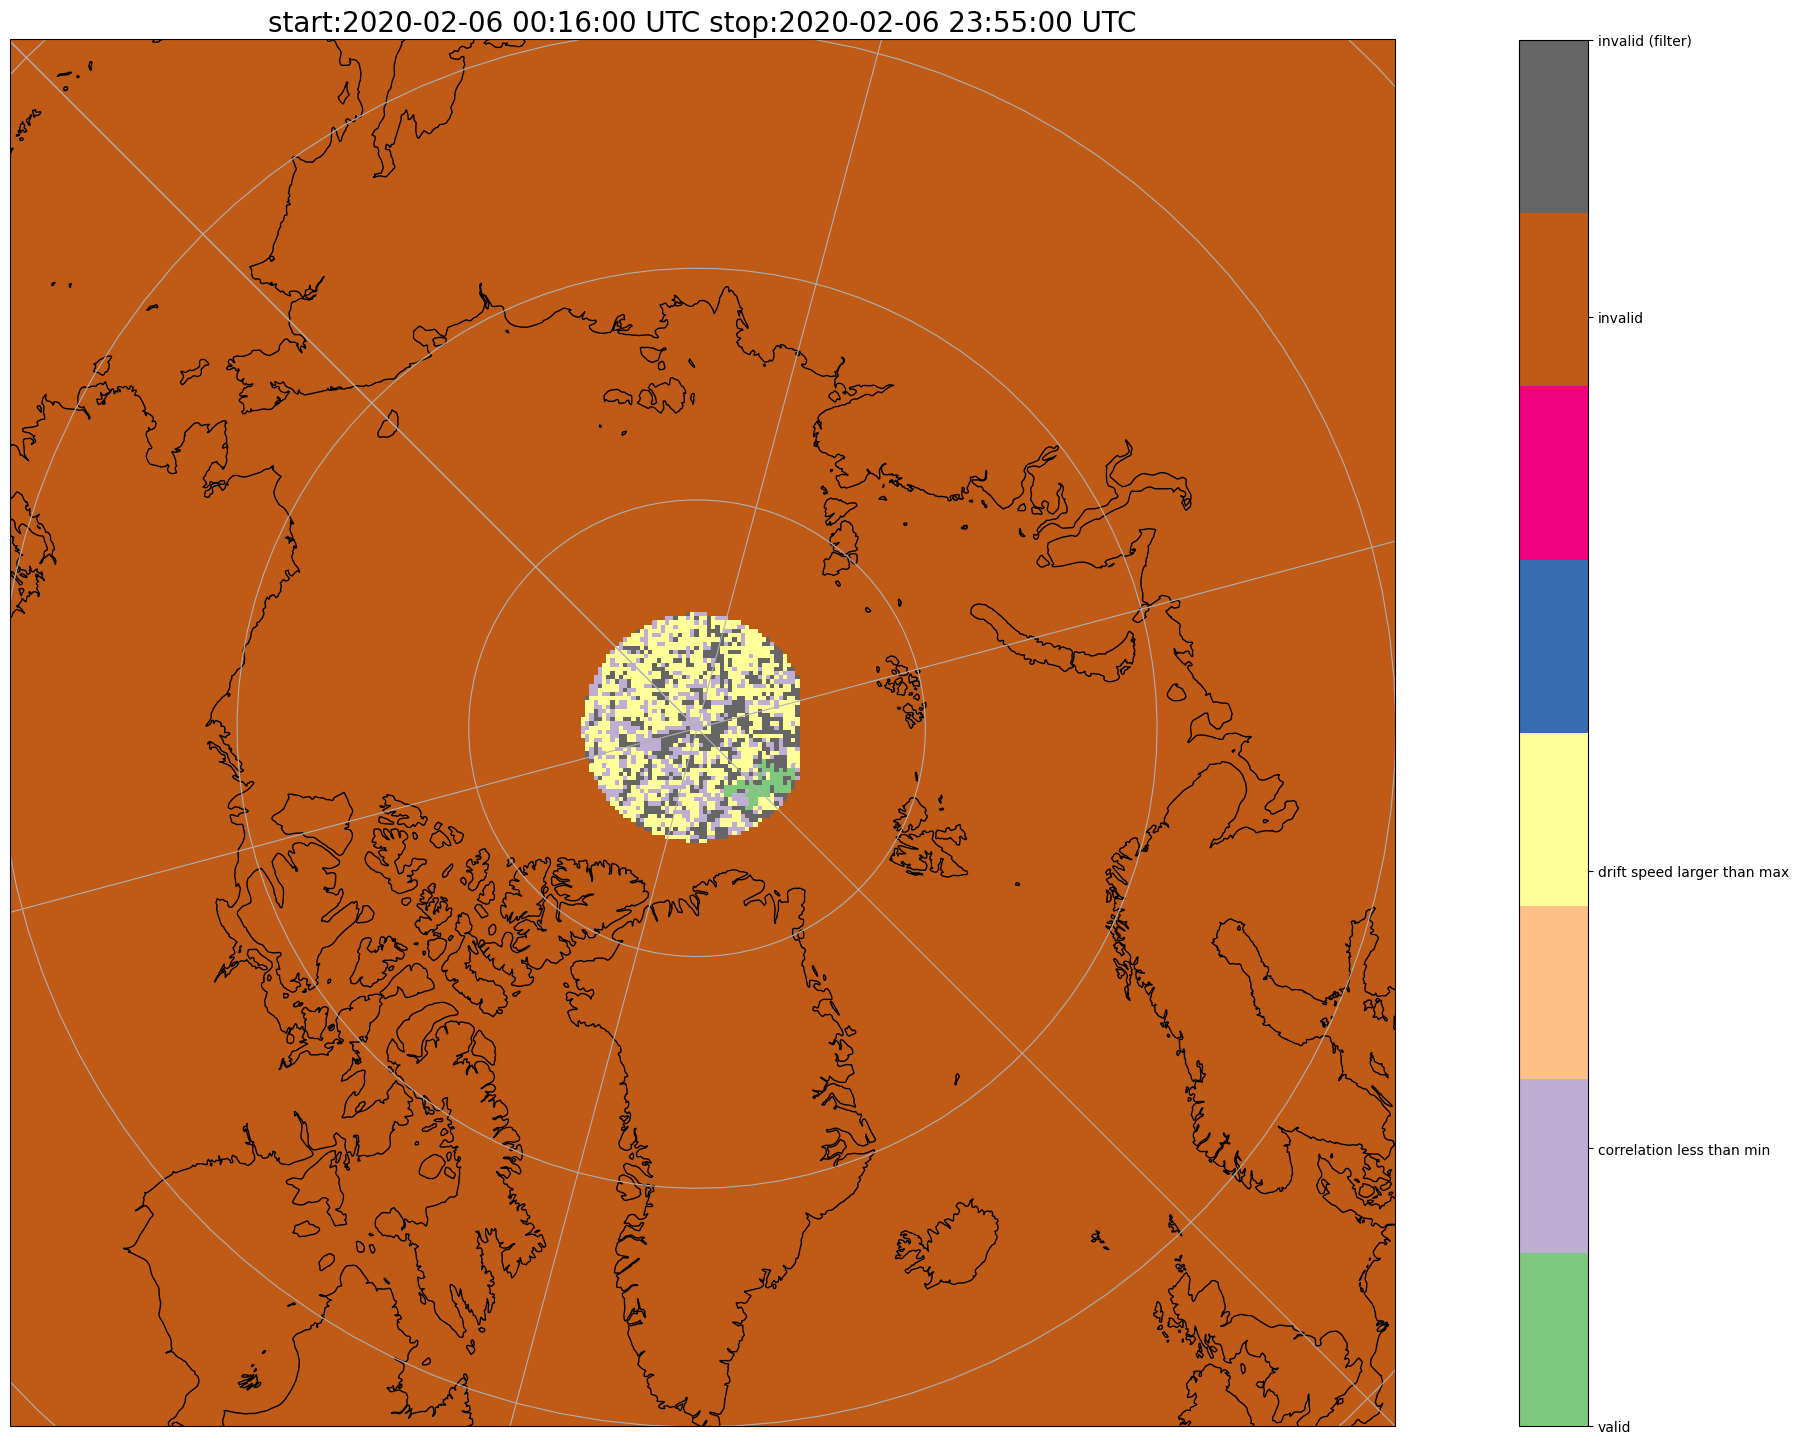 start:2020-02-06 00:16:00 UTC stop:2020-02-06 23:55:00 UTC
invalid (filter)
invalid
drift speed larger than max
correlation less than min
valid